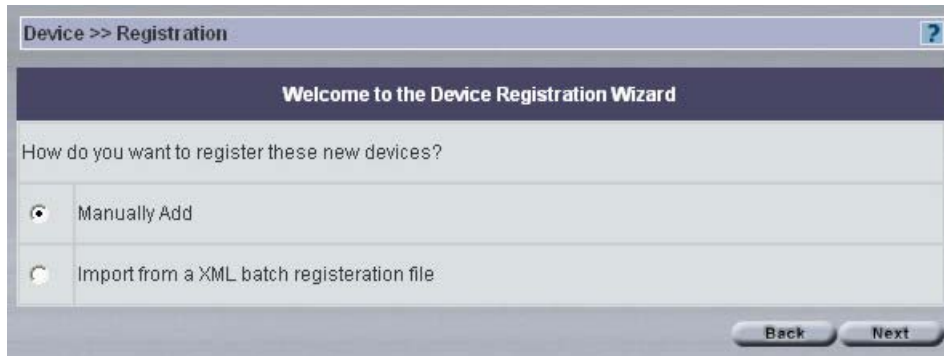 Device >> Registration ?
Welcome to the Device Registration Wizard
How do you want to register these new devices?
Manually Add
Import from a XML batch registeration file
Back Next